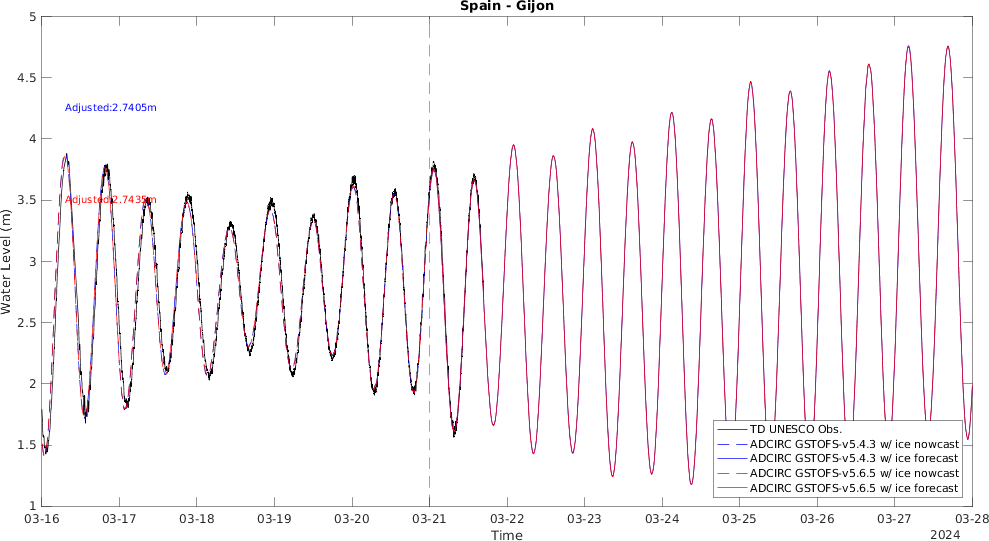 Spain - Gijon
5
4.5
4
3.5
3
2.5
2
1.5
1
Water Level (m)
Adjusted:2.7405m
Adjusted:2.7435m
TD UNESCO Obs.
ADCIRC GSTOFS-v5.4.3 w/ ice nowcast
ADCIRC GSTOFS-v5.4.3 w/ ice forecast
ADCIRC GSTOFS-v5.6.5 w/ ice nowcast
ADCIRC GSTOFS-v5.6.5 w/ ice forecast
03-16 03-17 03-18 03-19 03-20 03-21 03-22 03-23 03-24 03-25 03-26 03-27 03-28
Time
2024